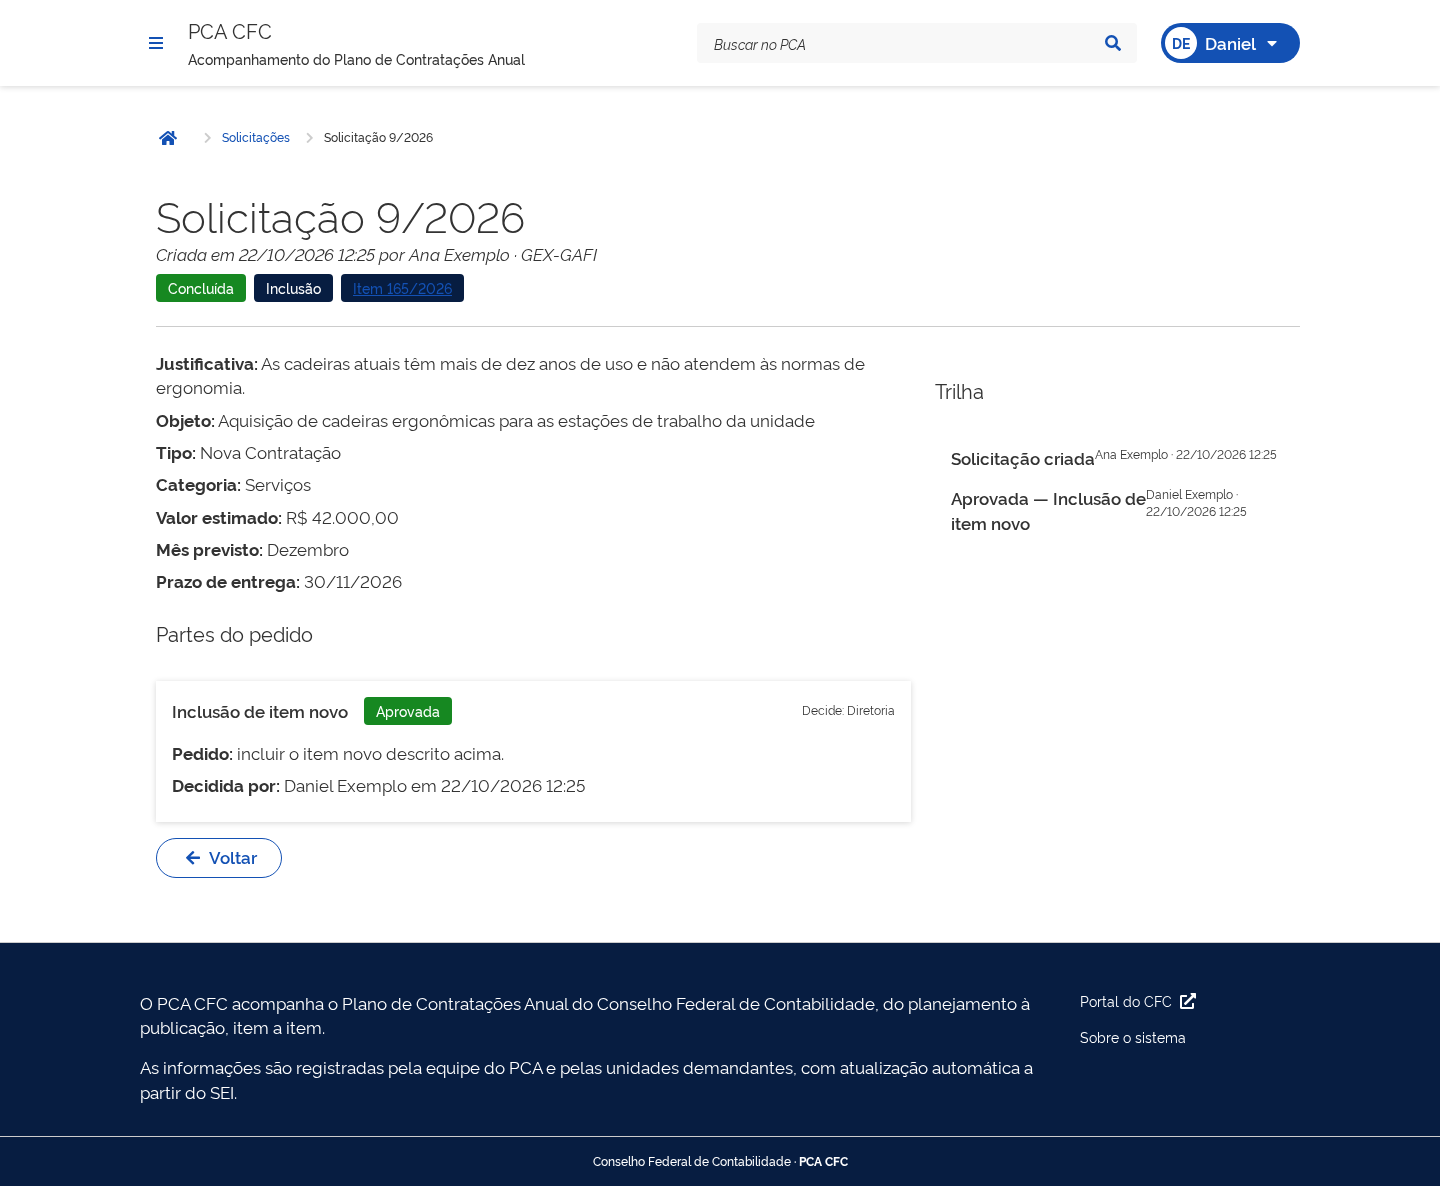 PCA CFC
Acompanhamento do Plano de Contratações Anual
Buscar no PCA
DE Daniel
Solicitações
Solicitação 9/2026
Solicitação 9/2026
Criada em 22/10/2026 12:25 por Ana Exemplo · GEX-GAFI
Concluída
Inclusão
Item 165/2026
Justificativa: As cadeiras atuais têm mais de dez anos de uso e não atendem às normas de
ergonomia.
Objeto: Aquisição de cadeiras ergonômicas para as estações de trabalho da unidade
Tipo: Nova Contratação
Categoria: Serviços
Valor estimado: R$ 42.000,00
Mês previsto: Dezembro
Prazo de entrega: 30/11/2026
Partes do pedido
Inclusão de item novo
Aprovada
Decide: Diretoria
Pedido: incluir o item novo descrito acima.
Decidida por: Daniel Exemplo em 22/10/2026 12:25
Voltar
Trilha
Solicitação criada
Ana Exemplo · 22/10/2026 12:25
Aprovada — Inclusão de
item novo
Daniel Exemplo ·
22/10/2026 12:25
O PCA CFC acompanha o Plano de Contratações Anual do Conselho Federal de Contabilidade, do planejamento à
publicação, item a item.
As informações são registradas pela equipe do PCA e pelas unidades demandantes, com atualização automática a
partir do SEI.
Portal do CFC
Sobre o sistema
Conselho Federal de Contabilidade · PCA CFC